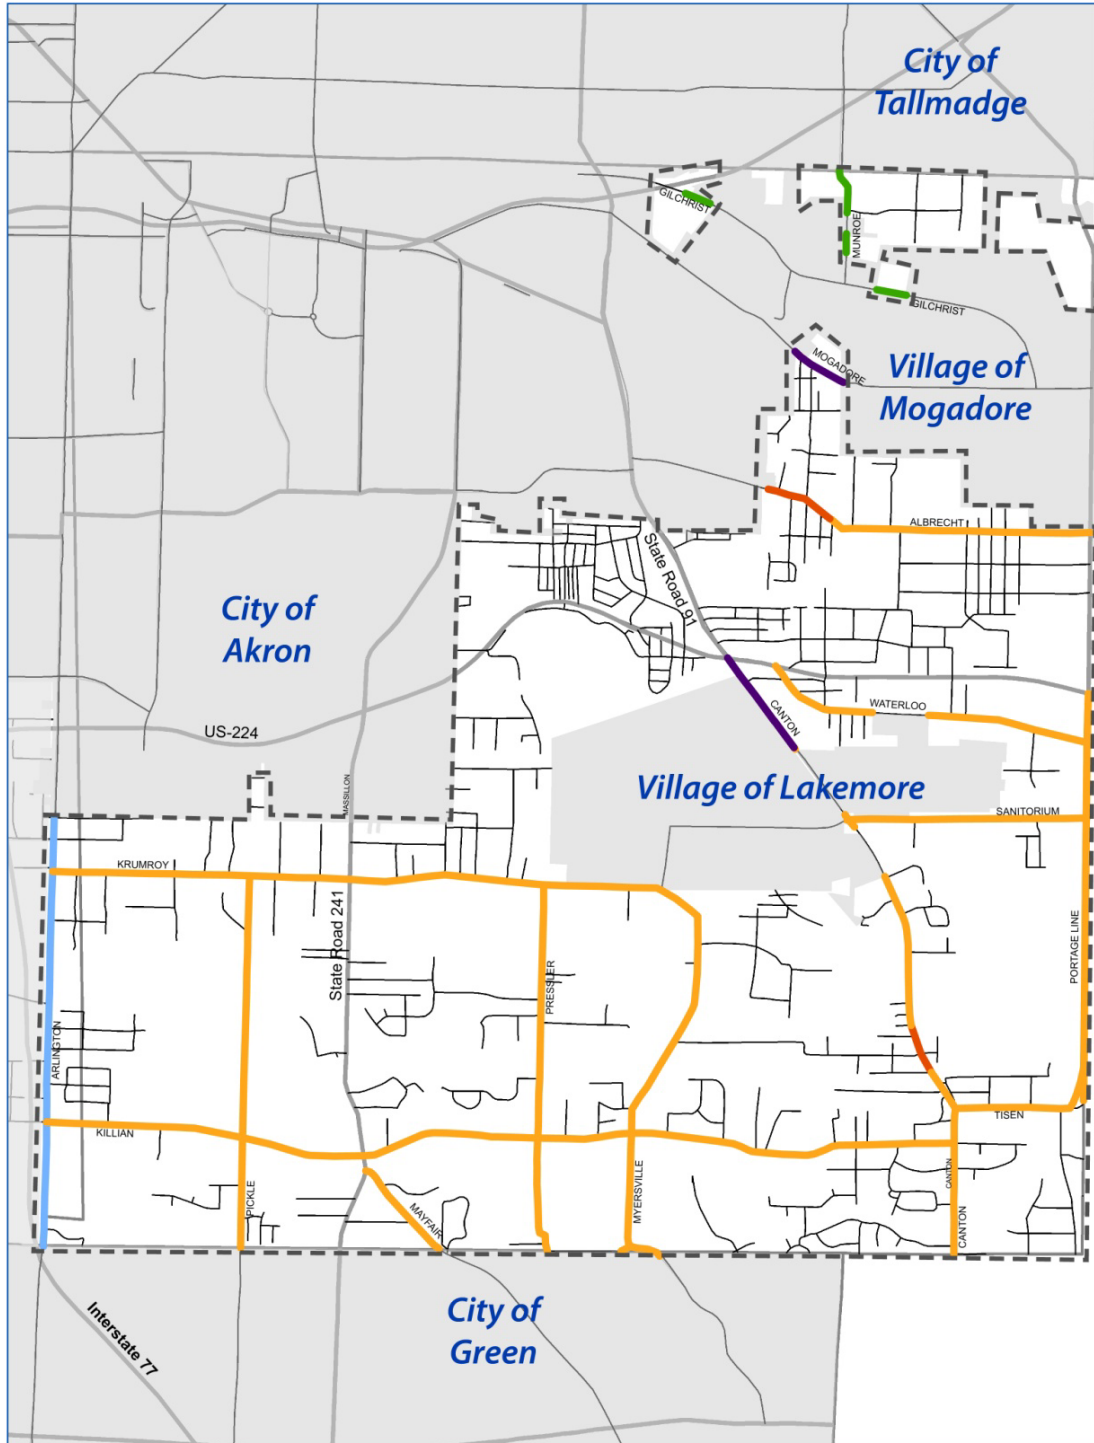 City of
Tallmadge
GILCHRIST
MUNROE
GILCHRIST
MOGADORE
Village of
Mogadore
ALBRECHT
State Road 91
City of
Akron
US-224
WATERLOO
CANTON
Village of Lakemore
MASSILLON
SANITORIUM
KRUMROY
State Road 241
PRESSLER
PORTAGE LINE
ARLINGTON
KILLIAN
TISEN
PICKLE
MAYFAIR
MYERSVILLE
CANTON
CANTON
City of
Green
Interstate 77